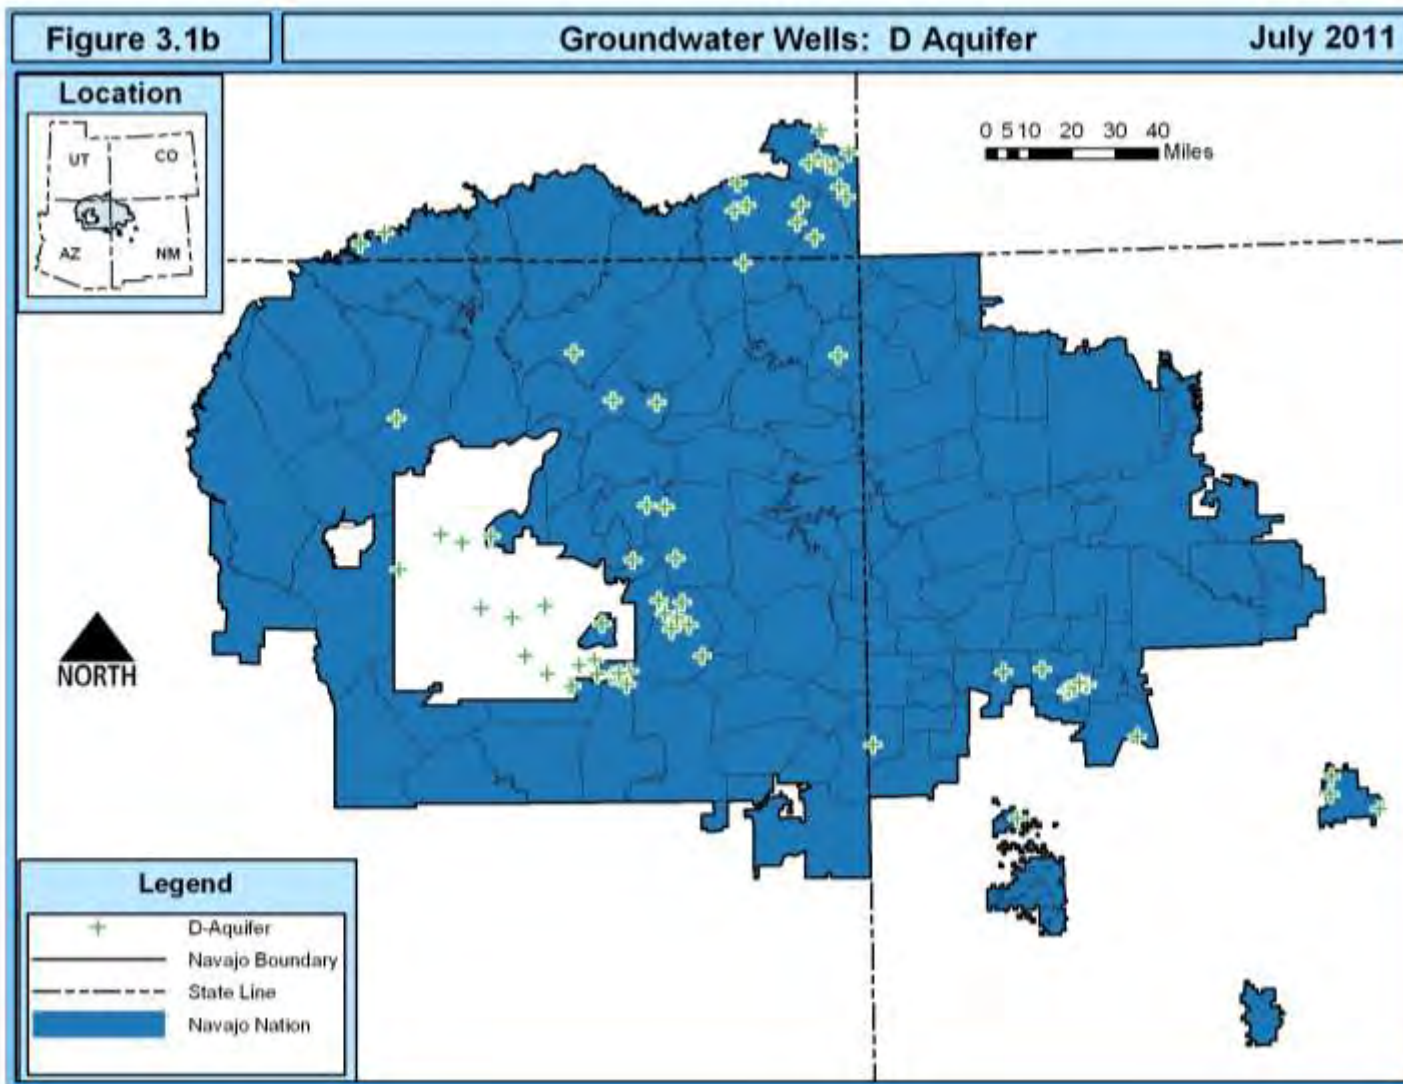 Figure 3.1b
Groundwater Wells: D Aquifer
July 2011
Location
UT
CO
AZ
NM
0 5 10 20 30 40
Miles
NORTH
Legend
D-Aquifer
Navajo Boundary
State Line
Navajo Nation